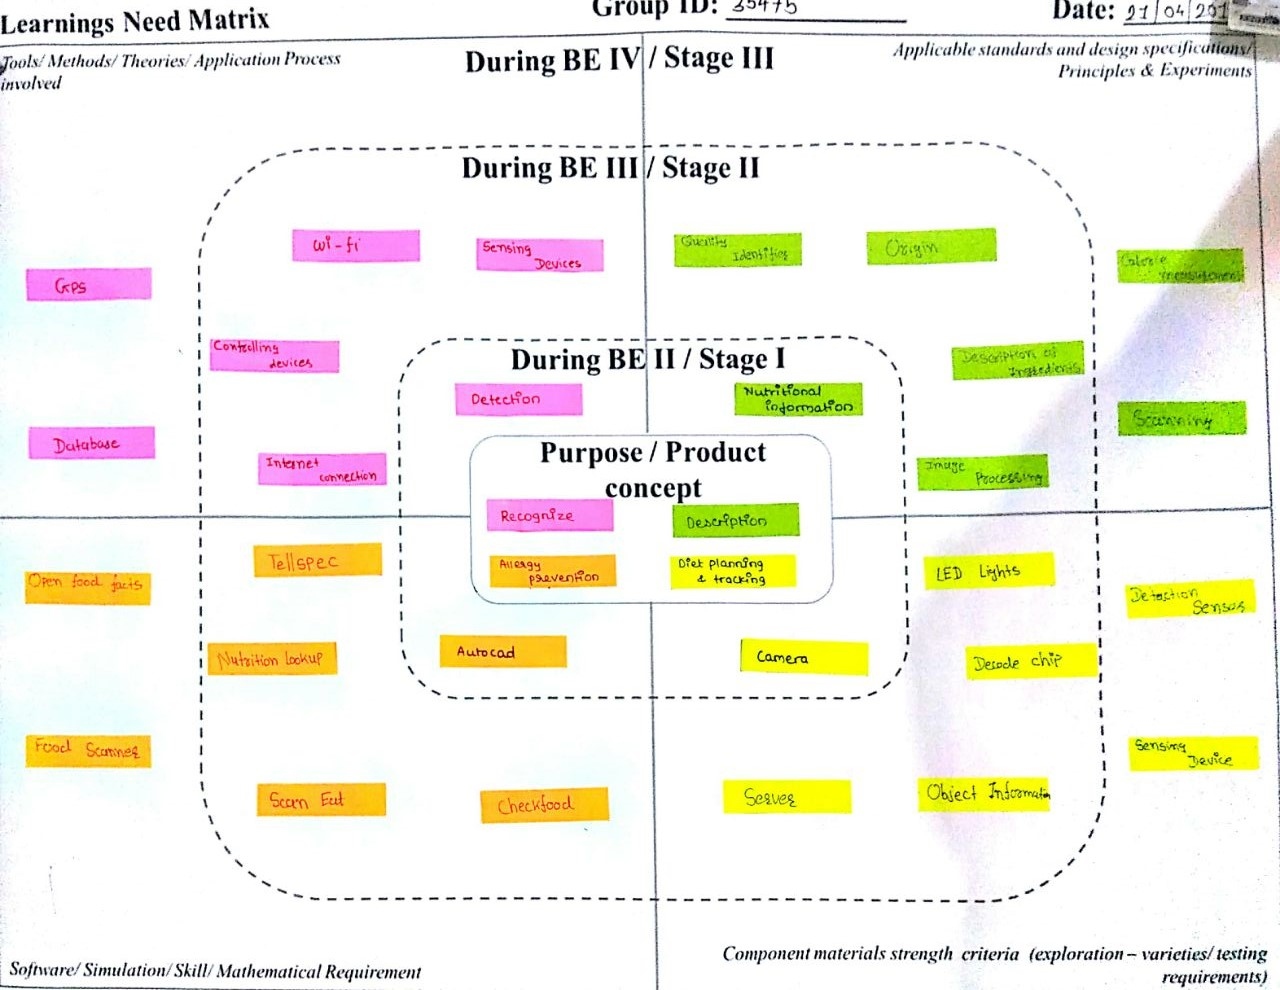 Learnings Need Matrix
Group ID: 35475
Date: 21/04/201
Tools/ Methods/ Theories/ Application Process
involved
During BE IV / Stage III
Applicable standards and design specifications/
Principles & Experiments
During BE III / Stage II
Wi-fi
Sensing
Devices
Quality
Identifier
Origin
Gps
Calorie
measurement
Controlling
devices
Description of
Ingredients
During BE II / Stage I
Detection
Nutritional
information
Database
Scanning
Internet
connection
Image
Processing
Purpose / Product
concept
Recognize
Description
Allergy
prevention
Diet planning
& tracking
Tellspec
LED Lights
Open food facts
Detection
Sensor
Nutrition Lookup
Autocad
Camera
Decode chip
Food Scanner
Sensing
Device
Scan Eat
Checkfood
Server
Object Information
Software/ Simulation/ Skill/ Mathematical Requirement
Component materials strength criteria (exploration – varieties/ testing
requirements)